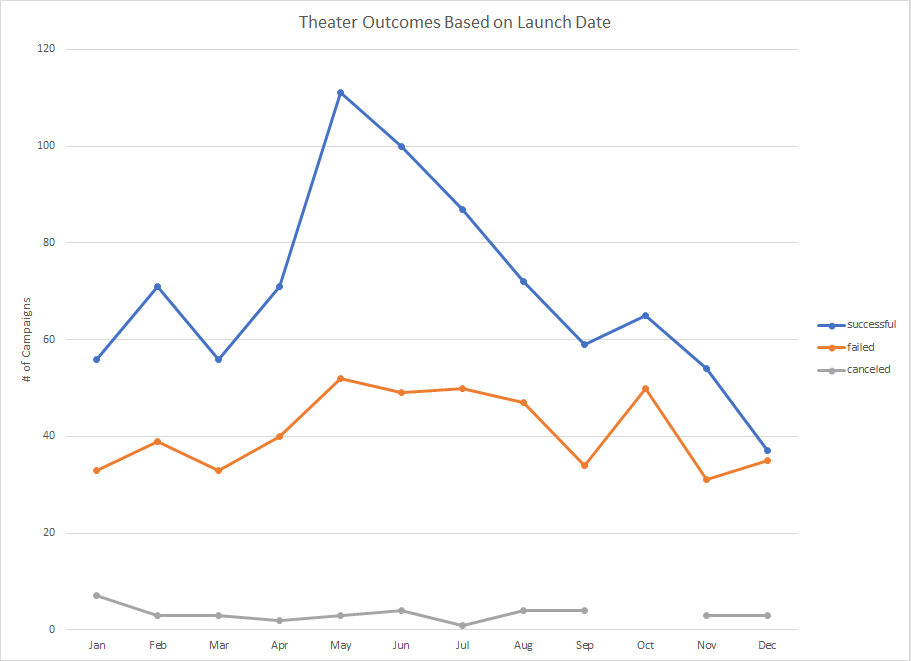 Theater Outcomes Based on Launch Date
120
100
80
60
40
20
0
# of Campaigns
Jan Feb Mar Apr May Jun Jul Aug Sep Oct Nov Dec
successful
failed
canceled